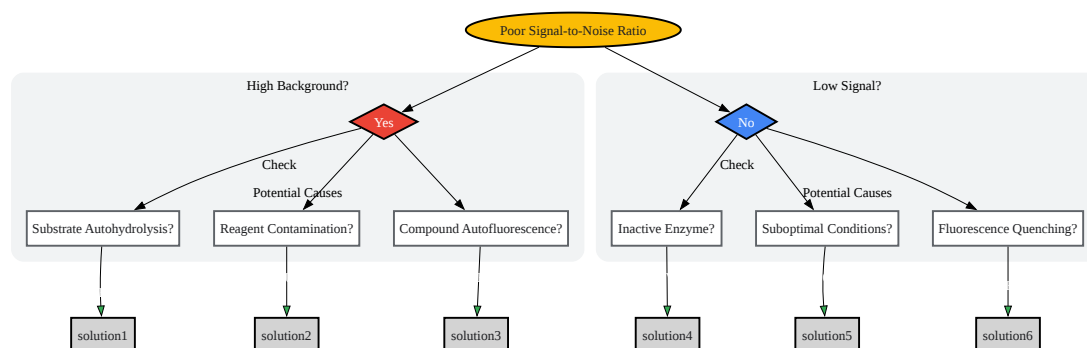 Poor Signal-to-Noise Ratio
High Background?
Low Signal?
Yes
No
Check
Check
Potential Causes
Potential Causes
Substrate Autohydrolysis?
Reagent Contamination?
Compound Autofluorescence?
Inactive Enzyme?
Suboptimal Conditions?
Fluorescence Quenching?
solution1
solution2
solution3
solution4
solution5
solution6